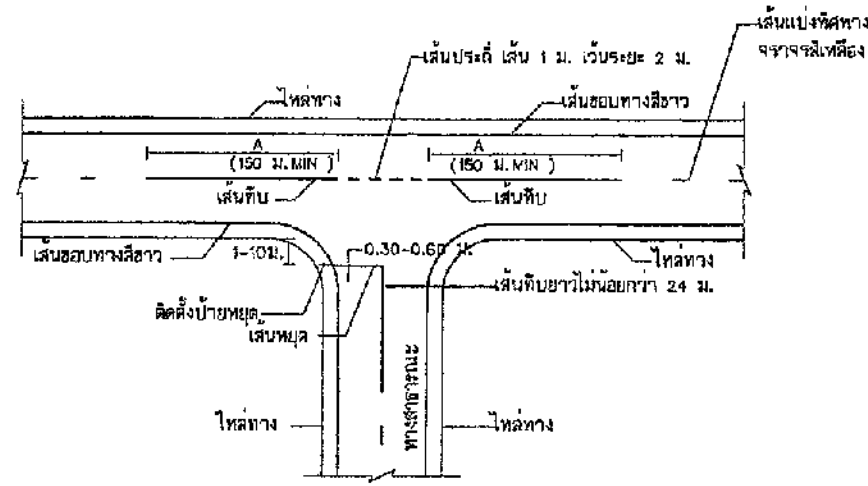 เส้นแบ่งทิศทาง
จราจรสีเหลือง
เส้นประถี่ เส้น 1 ม. เว้นระยะ 2 ม.
ไหล่ทาง
เส้นขอบทางสีขาว
A
(150 ม.MIN )
A
(150 ม.MIN )
เส้นทึบ
เส้นทึบ
เส้นขอบทางสีขาว
1-10ม.
0.30-0.60 ม.
ไหล่ทาง
เส้นทึบยาวไม่น้อยกว่า 24 ม.
ติดตั้งป้ายหยุด
เส้นหยุด
ทางสาธารณะ
ไหล่ทาง
ไหล่ทาง